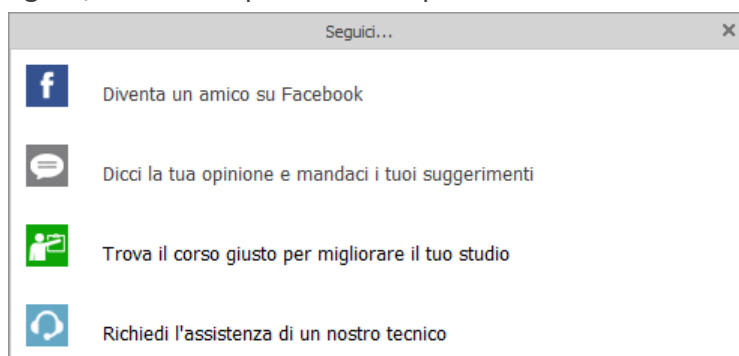 Seguici...
Diventa un amico su Facebook
Dicci la tua opinione e mandaci i tuoi suggerimenti
Trova il corso giusto per migliorare il tuo studio
Richiedi l'assistenza di un nostro tecnico